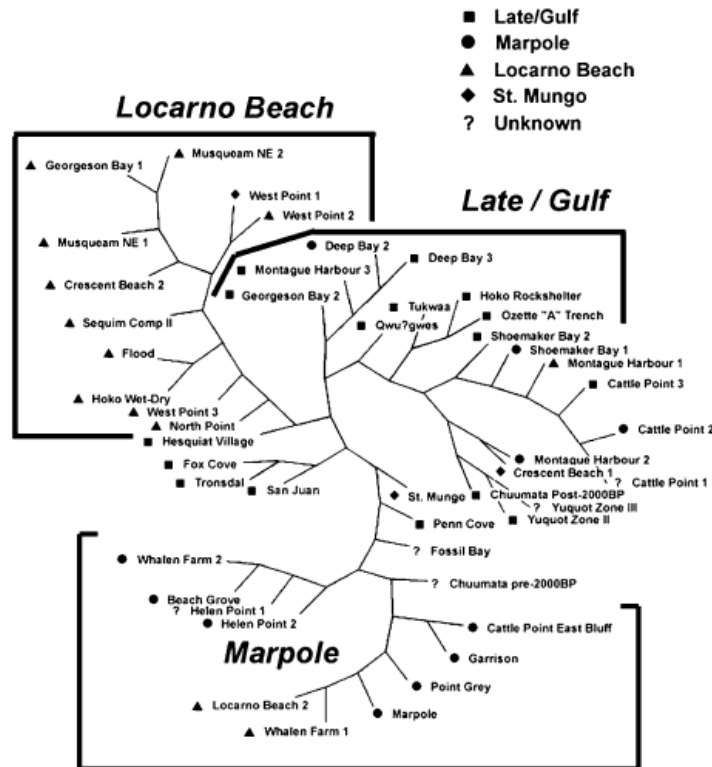 Late/Gulf
Marpole
Locarno Beach
St. Mungo
? Unknown
Locarno Beach
Late / Gulf
Musqueam NE 2
Georgeson Bay 1
West Point 1
West Point 2
Musqueam NE 1
Deep Bay 2
Deep Bay 3
Montague Harbour 3
Crescent Beach 2
Georgeson Bay 2
Hoko Rockshelter
Tukwaa
Ozette "A" Trench
Sequim Comp II
Qwu?gwes
Shoemaker Bay 2
Shoemaker Bay 1
Flood
Montague Harbour 1
Cattle Point 3
Hoko Wet-Dry
West Point 3
North Point
Cattle Point 2
Hesquiat Village
Montague Harbour 2
Fox Cove
Crescent Beach 1
?
Cattle Point 1
Tronsdal
San Juan
St. Mungo
Chuumata Post-2000BP
? Yuquot Zone III
Yuquot Zone II
Penn Cove
? Fossil Bay
Whalen Farm 2
? Chuumata pre-2000BP
Beach Grove
? Helen Point 1
Helen Point 2
Cattle Point East Bluff
Marpole
Garrison
Point Grey
Locarno Beach 2
Marpole
Whalen Farm 1